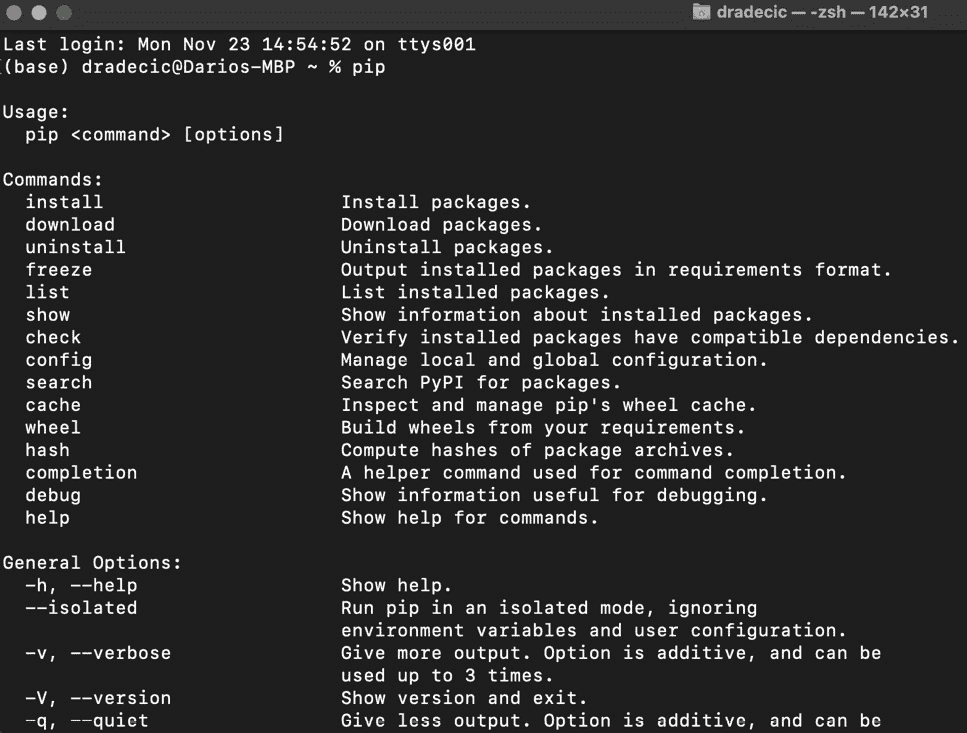 dradecic — -zsh — 142×31
Last login: Mon Nov 23 14:54:52 on ttys001
(base) dradecic@Darios-MBP ~ % pip
Usage:
pip <command> [options]
Commands:
install Install packages.
download Download packages.
uninstall Uninstall packages.
freeze Output installed packages in requirements format.
list List installed packages.
show Show information about installed packages.
check Verify installed packages have compatible dependencies.
config Manage local and global configuration.
search Search PyPI for packages.
cache Inspect and manage pip's wheel cache.
wheel Build wheels from your requirements.
hash Compute hashes of package archives.
completion A helper command used for command completion.
debug Show information useful for debugging.
help Show help for commands.
General Options:
-h, --help Show help.
--isolated Run pip in an isolated mode, ignoring
environment variables and user configuration.
-v, --verbose Give more output. Option is additive, and can be
used up to 3 times.
-V, --version Show version and exit.
-q, --quiet Give less output. Option is additive, and can be